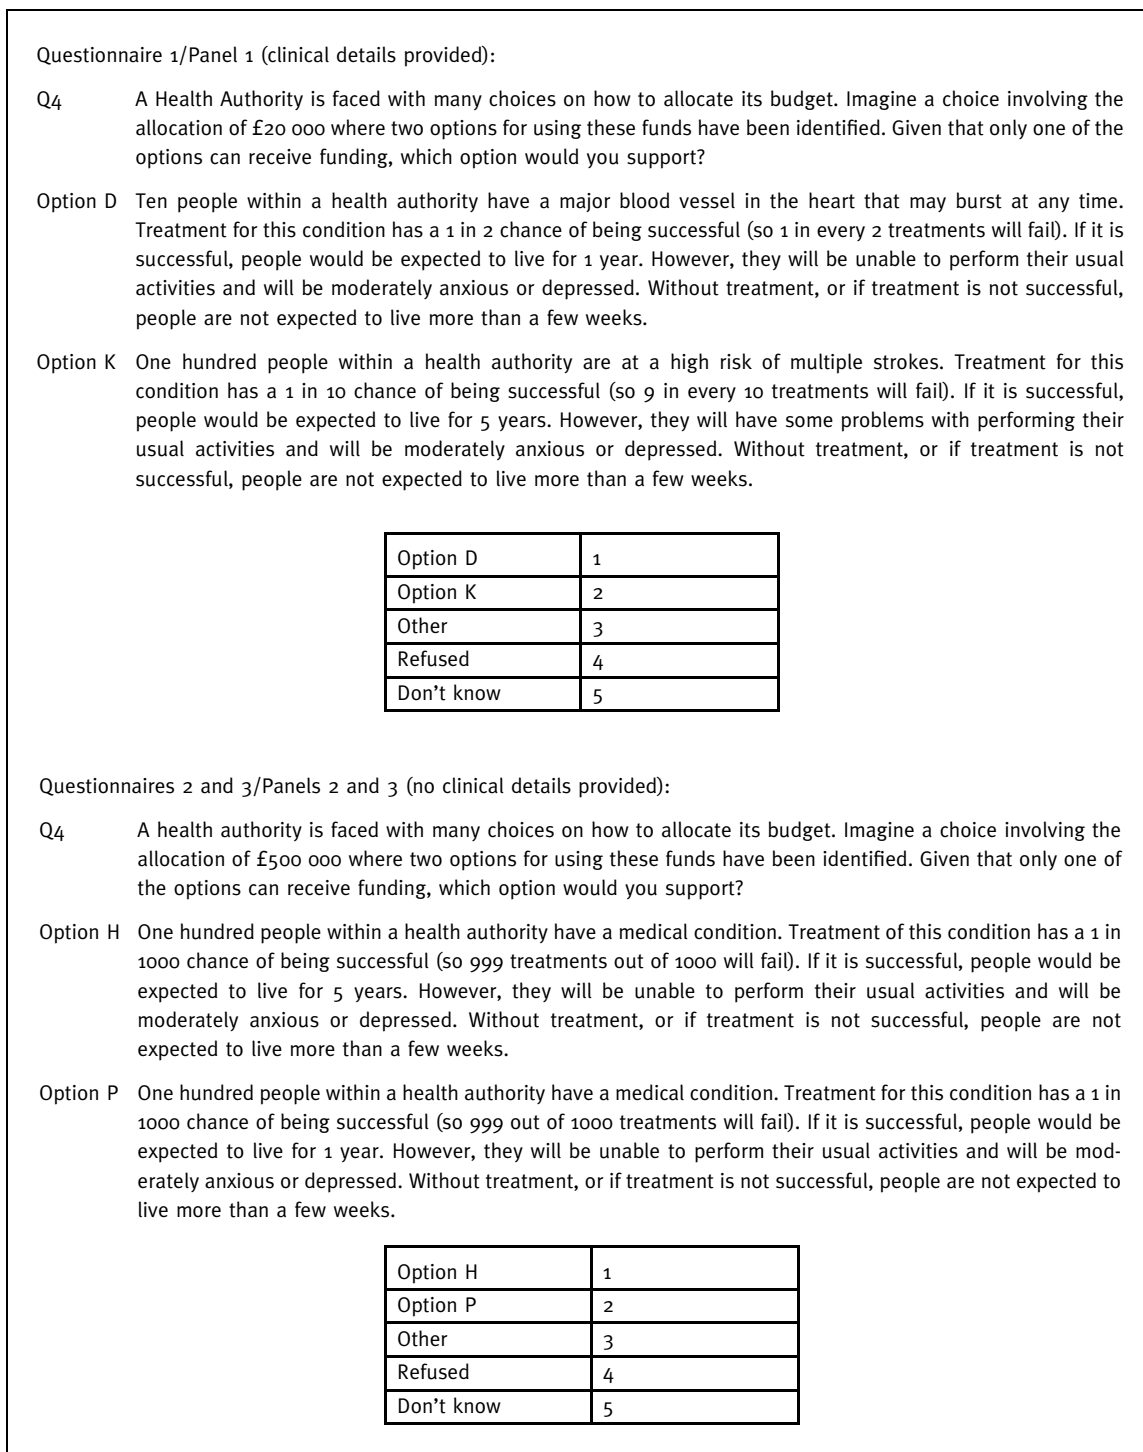 Questionnaire 1/Panel 1 (clinical details provided):
Q4 A Health Authority is faced with many choices on how to allocate its budget. Imagine a choice involving the
allocation of £20 000 where two options for using these funds have been identified. Given that only one of the
options can receive funding, which option would you support?
Option D Ten people within a health authority have a major blood vessel in the heart that may burst at any time.
Treatment for this condition has a 1 in 2 chance of being successful (so 1 in every 2 treatments will fail). If it is
successful, people would be expected to live for 1 year. However, they will be unable to perform their usual
activities and will be moderately anxious or depressed. Without treatment, or if treatment is not successful,
people are not expected to live more than a few weeks.
Option K One hundred people within a health authority are at a high risk of multiple strokes. Treatment for this
condition has a 1 in 10 chance of being successful (so 9 in every 10 treatments will fail). If it is successful,
people would be expected to live for 5 years. However, they will have some problems with performing their
usual activities and will be moderately anxious or depressed. Without treatment, or if treatment is not
successful, people are not expected to live more than a few weeks.
Option D 1
Option K 2
Other 3
Refused 4
Don't know 5
Questionnaires 2 and 3/Panels 2 and 3 (no clinical details provided):
Q4 A health authority is faced with many choices on how to allocate its budget. Imagine a choice involving the
allocation of £500 000 where two options for using these funds have been identified. Given that only one of
the options can receive funding, which option would you support?
Option H One hundred people within a health authority have a medical condition. Treatment of this condition has a 1 in
1000 chance of being successful (so 999 treatments out of 1000 will fail). If it is successful, people would be
expected to live for 5 years. However, they will be unable to perform their usual activities and will be
moderately anxious or depressed. Without treatment, or if treatment is not successful, people are not
expected to live more than a few weeks.
Option P One hundred people within a health authority have a medical condition. Treatment for this condition has a 1 in
1000 chance of being successful (so 999 out of 1000 treatments will fail). If it is successful, people would be
expected to live for 1 year. However, they will be unable to perform their usual activities and will be mod-
erately anxious or depressed. Without treatment, or if treatment is not successful, people are not expected to
live more than a few weeks.
Option H 1
Option P 2
Other 3
Refused 4
Don't know 5